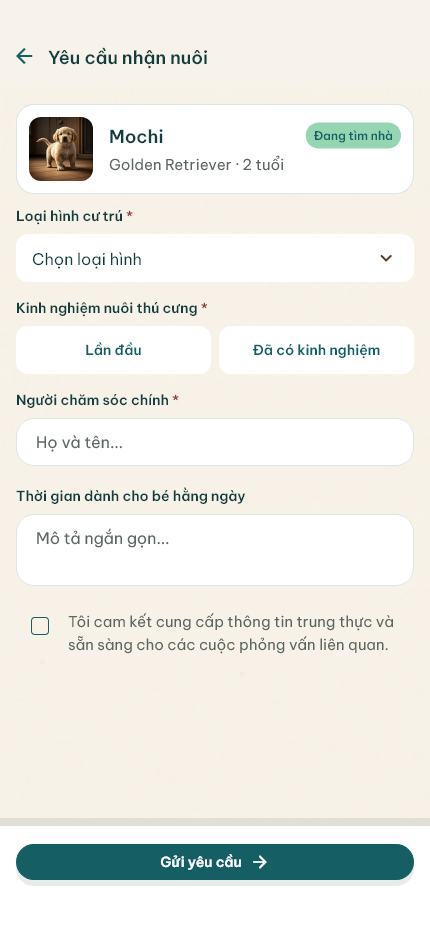 Yêu cầu nhận nuôi
Mochi
Đang tìm nhà
Golden Retriever · 2 tuổi
Loại hình cư trú *
Chọn loại hình
Kinh nghiệm nuôi thú cưng *
Lần đầu
Đã có kinh nghiệm
Người chăm sóc chính *
Họ và tên...
Thời gian dành cho bé hằng ngày
Mô tả ngắn gọn...
Tôi cam kết cung cấp thông tin trung thực và
sẵn sàng cho các cuộc phỏng vấn liên quan.
Gửi yêu cầu